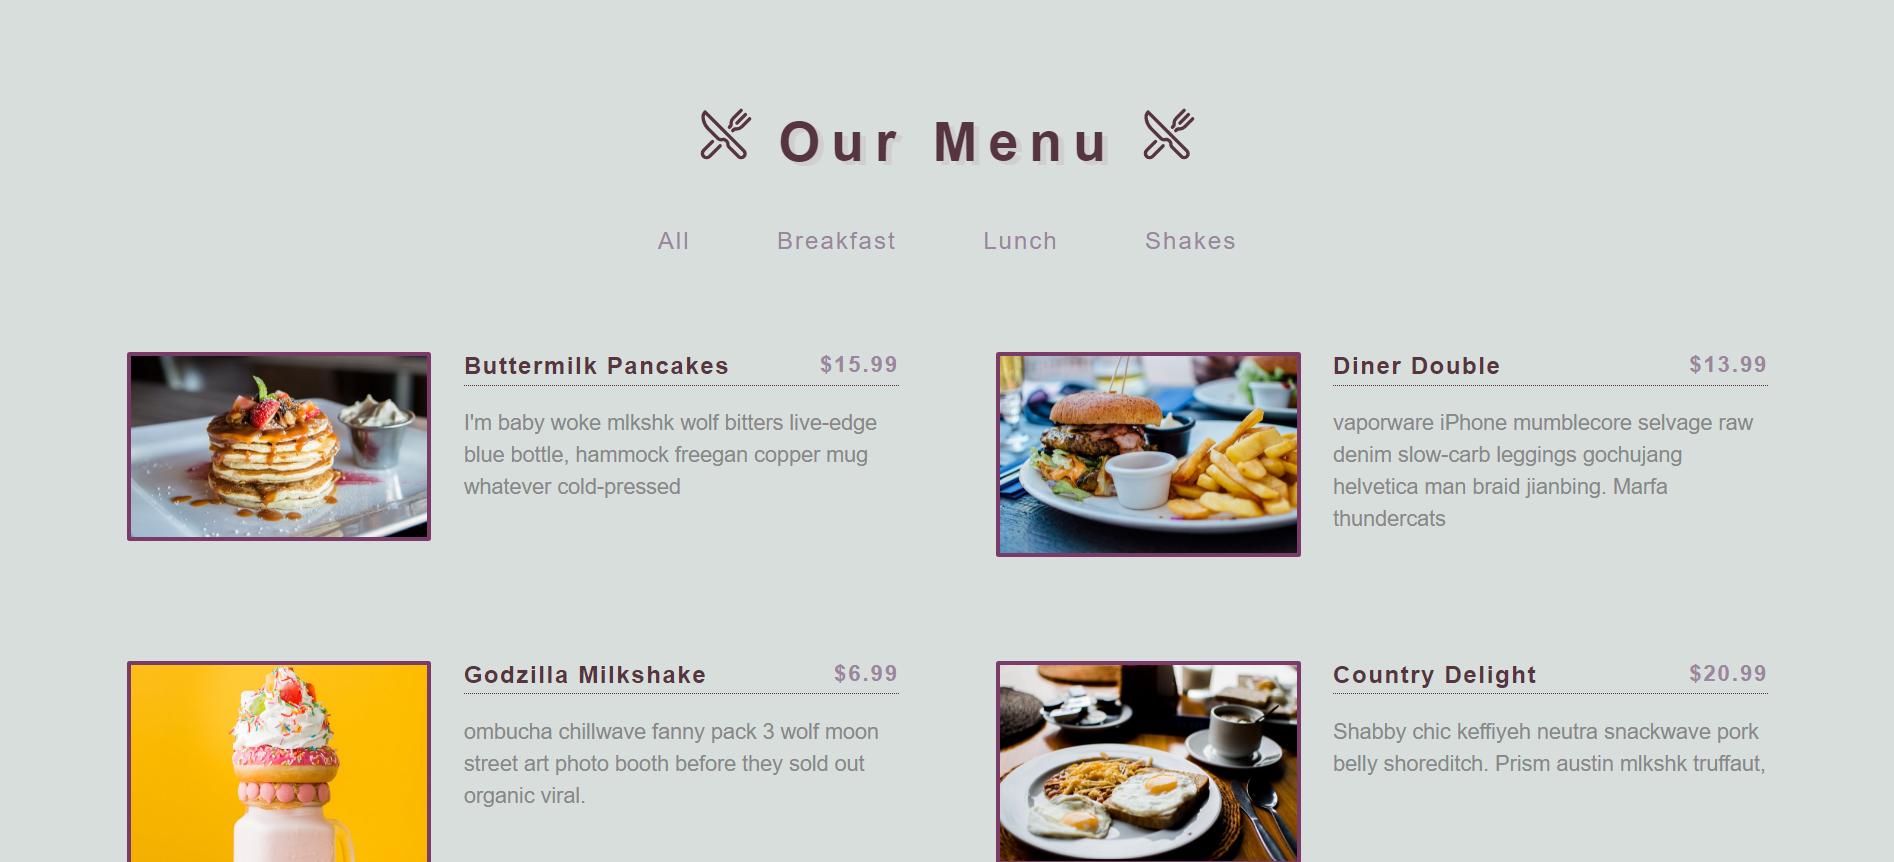 Our Menu
All Breakfast Lunch Shakes
Buttermilk Pancakes $15.99
I'm baby woke mlkshk wolf bitters live-edge
blue bottle, hammock freegan copper mug
whatever cold-pressed
Diner Double $13.99
vaporware iPhone mumblecore selvage raw
denim slow-carb leggings gochujang
helvetica man braid jianbing. Marfa
thundercats
Godzilla Milkshake $6.99
ombucha chillwave fanny pack 3 wolf moon
street art photo booth before they sold out
organic viral.
Country Delight $20.99
Shabby chic keffiyeh neutra snackwave pork
belly shoreditch. Prism austin mlkshk truffaut,